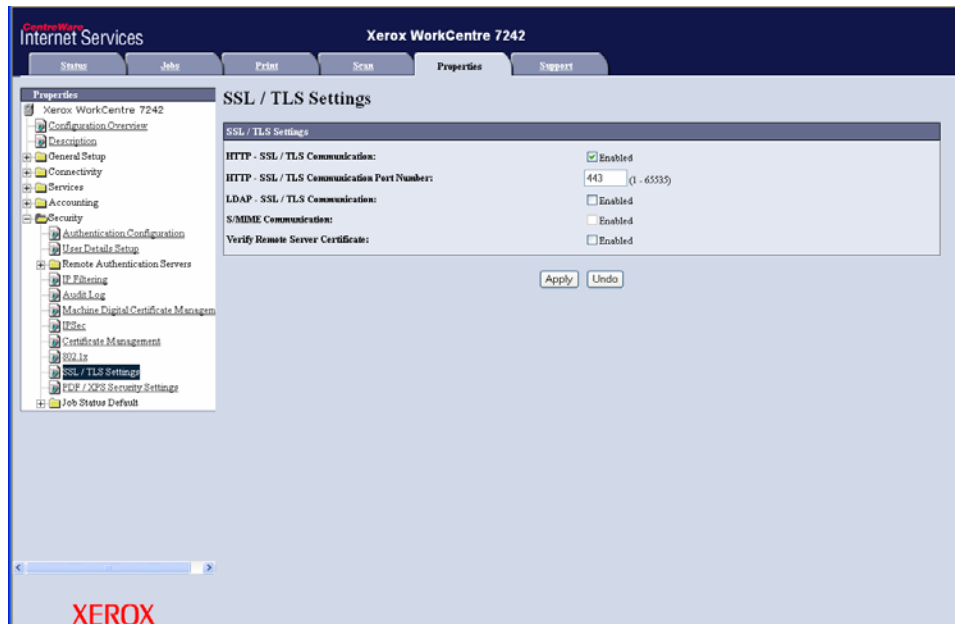 CentreWare
Internet Services
Xerox WorkCentre 7242
Status Jobs Print Scan Properties Support
Properties
Xerox WorkCentre 7242
Configuration Overview
Description
General Setup
Connectivity
Services
Accounting
Security
Authentication Configuration
User Details Setup
Remote Authentication Servers
IP Filtering
Audit Log
Machine Digital Certificate Managem
IPSec
Certificate Management
802.1x
SSL / TLS Settings
PDF / XPS Security Settings
Job Status Default
XEROX
SSL / TLS Settings
SSL / TLS Settings
HTTP - SSL / TLS Communication: Enabled
HTTP - SSL / TLS Communication Port Number: 443 (1 - 65535)
LDAP - SSL / TLS Communication: Enabled
S/MIME Communication: Enabled
Verify Remote Server Certificate: Enabled
Apply Undo